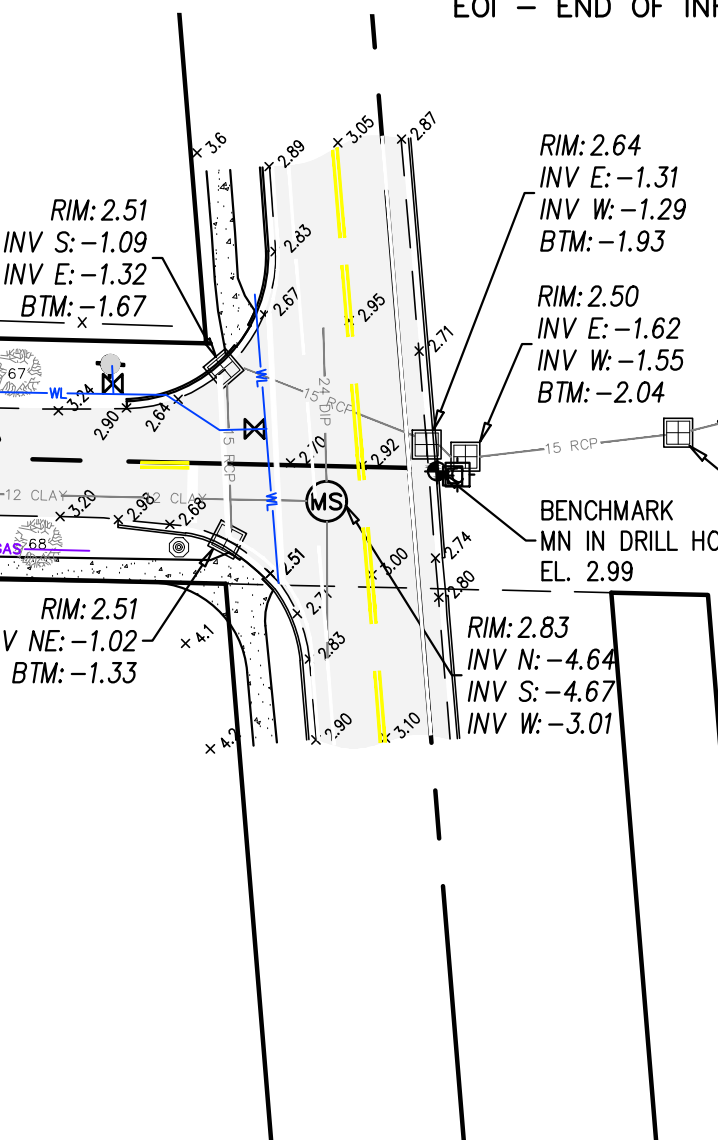 EOI – END OF
3.6
2.89
3.05
2.87
RIM: 2.64
INV E: -1.31
INV W: -1.29
BTM: -1.93
RIM: 2.51
INV S: -1.09
INV E: -1.32
BTM: -1.67
2.83
2.67
2.95
2.71
RIM: 2.50
INV E: -1.62
INV W: -1.55
BTM: -2.04
X
67
WL
WL
3.24
2.90
2.64
15 RCP
24 DIP
15 RCP
15 RCP
2.70
2.92
12 CLAY
12 CLAY
WL
MS
3.20
2.98
2.68
GAS
68
BENCHMARK
MN IN DRILL
EL. 2.99
2.51
3.00
2.74
2.80
RIM: 2.51
NE: -1.02
BTM: -1.33
4.1
2.83
RIM: 2.83
INV N: -4.64
INV S: -4.67
INV W: -3.01
2.90
3.10